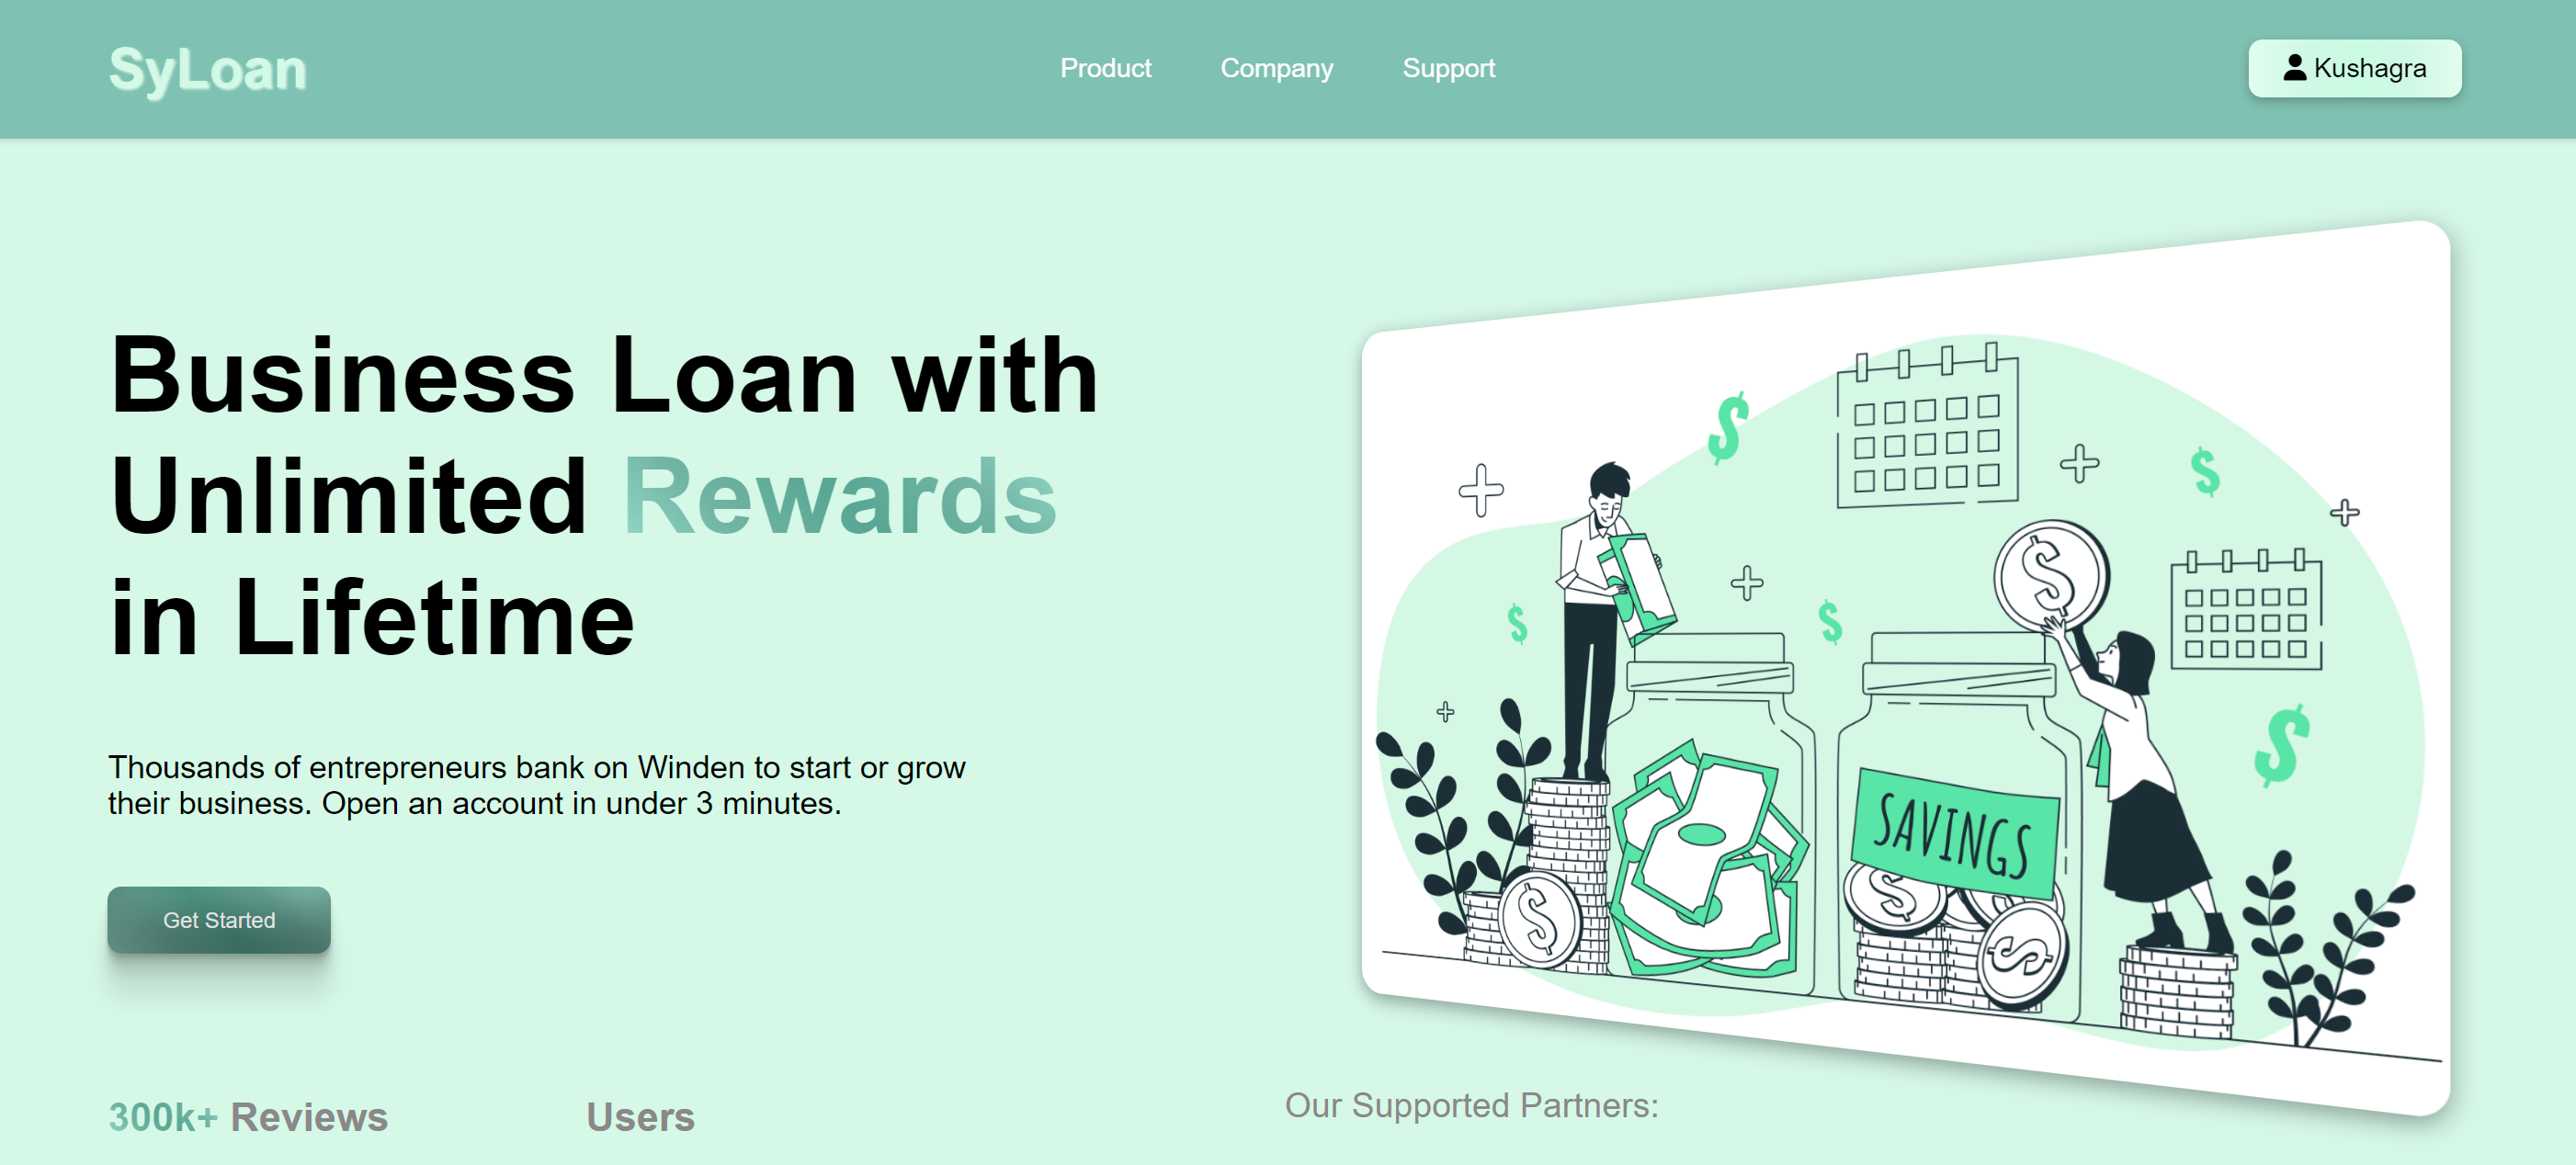 SyLoan
Product
Company
Support
Kushagra
Business Loan with
Unlimited Rewards
in Lifetime
Thousands of entrepreneurs bank on Winden to start or grow
their business. Open an account in under 3 minutes.
Get Started
$
$
$
$
$
$
SAVINGS
$
$
$
300k+ Reviews
Users
Our Supported Partners: